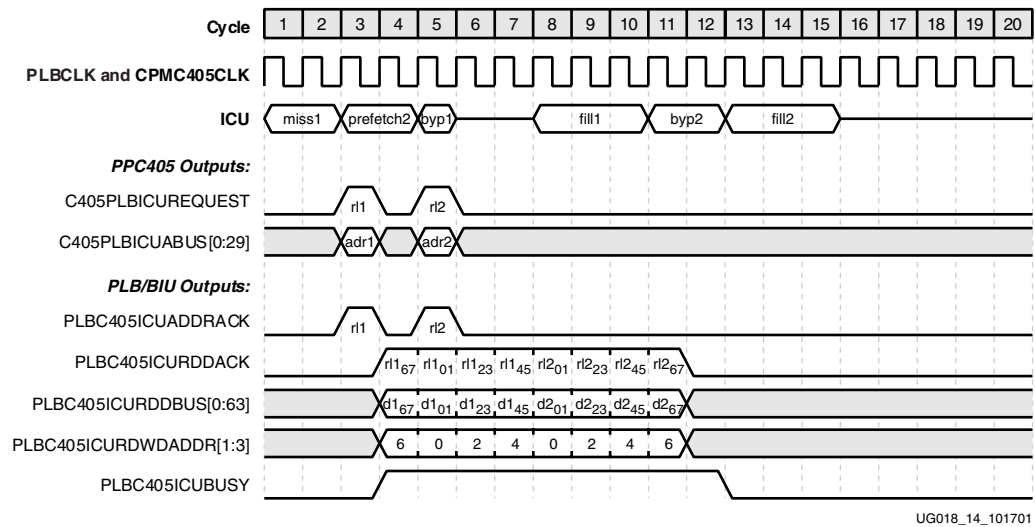 Cycle 1 2 3 4 5 6 7 8 9 10 11 12 13 14 15 16 17 18 19 20
PLBCLK and CPMC405CLK
ICU miss1 prefetch2 byp1 fill1 byp2 fill2
PPC405 Outputs:
C405PLBICUREQUEST rl1 rl2
C405PLBICUABUS[0:29] adr1 adr2
PLB/BIU Outputs:
PLBC405ICUADDRACK rl1 rl2
PLBC405ICURDDACK rl167 rl101 rl123 rl145 rl201 rl223 rl245 rl267
PLBC405ICURDDBUS[0:63] d167 d101 d123 d145 d201 d223 d245 d267
PLBC405ICURDWDADDR[1:3] 6 0 2 4 0 2 4 6
PLBC405ICUBUSY
UG018_14_101701